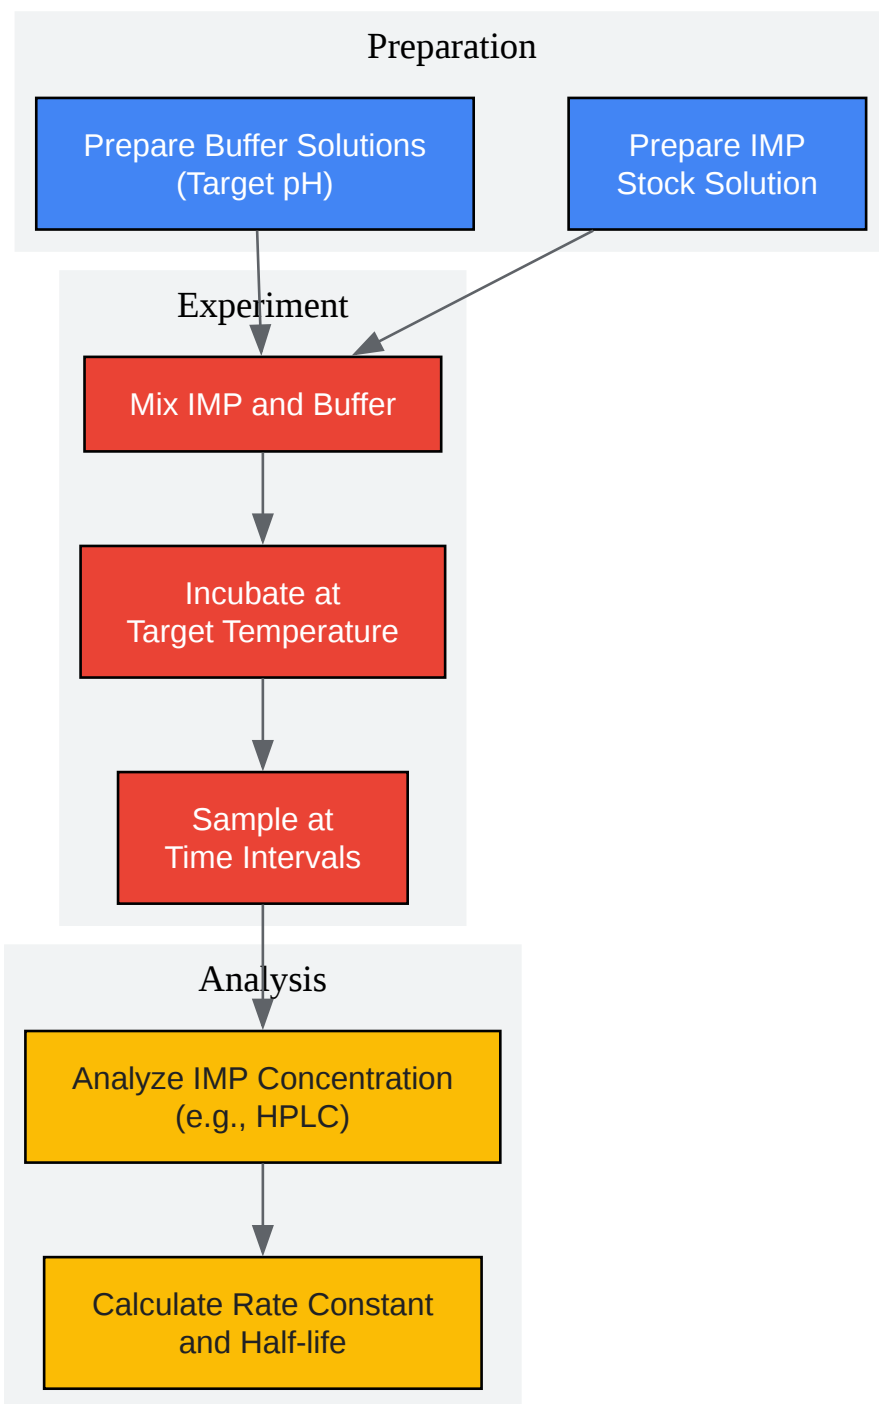 Preparation
Prepare Buffer Solutions
(Target pH)
Prepare IMP
Stock Solution
Experiment
Mix IMP and Buffer
Incubate at
Target Temperature
Sample at
Time Intervals
Analysis
Analyze IMP Concentration
(e.g., HPLC)
Calculate Rate Constant
and Half-life